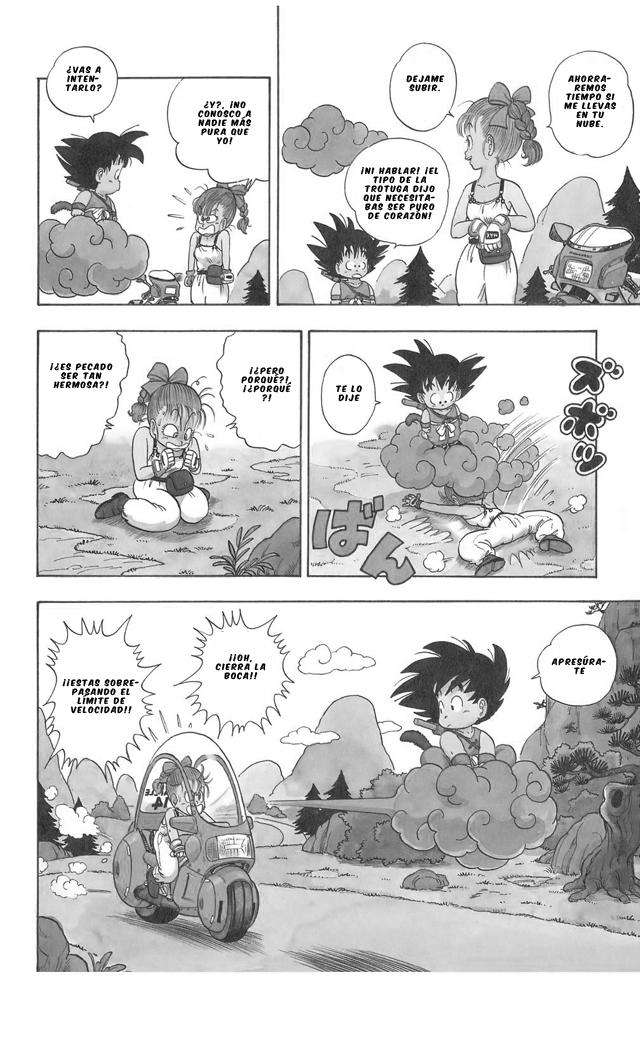 AHORRA-
REMOS
TIEMPO SI
ME LLEVAS
EN TU
NUBE.
DEJAME
SUBIR.
¡NI HABLAR! ¡EL
TIPO DE LA
TROTUGA DIJO
QUE NECESITA-
BAS SER PURO
DE CORAZÓN!
¿Y?, ¡NO
CONOSCO A
NADIE MÁS
PURA QUE
YO!
¿VAS A
INTEN-
TARLO?
ズボッ
TE LO
DIJE
ばん
¡¿PERO
PORQUÉ?!,
¡¿PORQUÉ
?!
¡¿ES PECADO
SER TAN
HERMOSA?!
APRESÚRA-
TE
¡¡OH,
CIERRA LA
BOCA!!
¡¡ESTAS SOBRE-
PASANDO EL
LÍMITE DE
VELOCIDAD!!